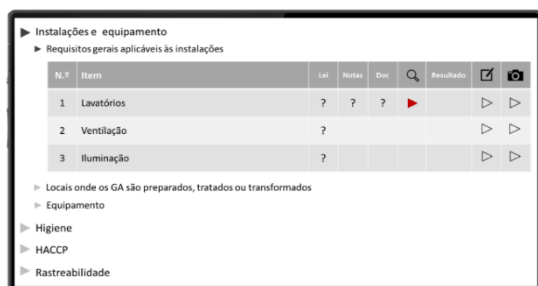 Instalações e equipamento
Requisitos gerais aplicáveis às instalações
N.º Item Lei Notas Doc Resultado
1 Lavatórios ? ? ?
2 Ventilação ?
3 Iluminação ?
Locais onde os GA são preparados, tratados ou transformados
Equipamento
Higiene
HACCP
Rastreabilidade